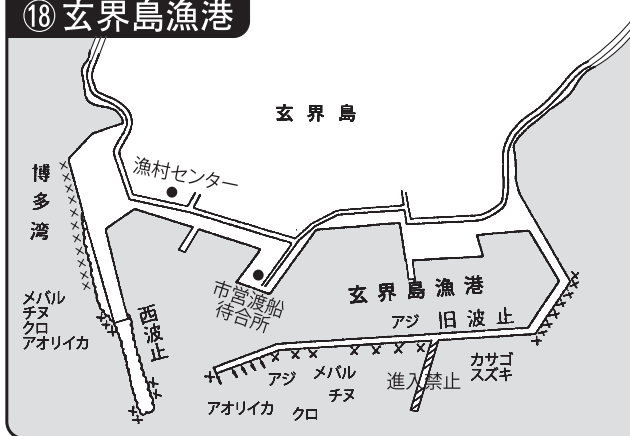 ⑱玄界島漁港
玄界島
漁村センター
博多湾
市営渡船
待合所
玄界島漁港
メバル
チヌ
クロ
アオリイカ
西波止
アジ
旧波止
アジ
メバル
チヌ
アオリイカ
クロ
進入禁止
カサゴ
スズキ